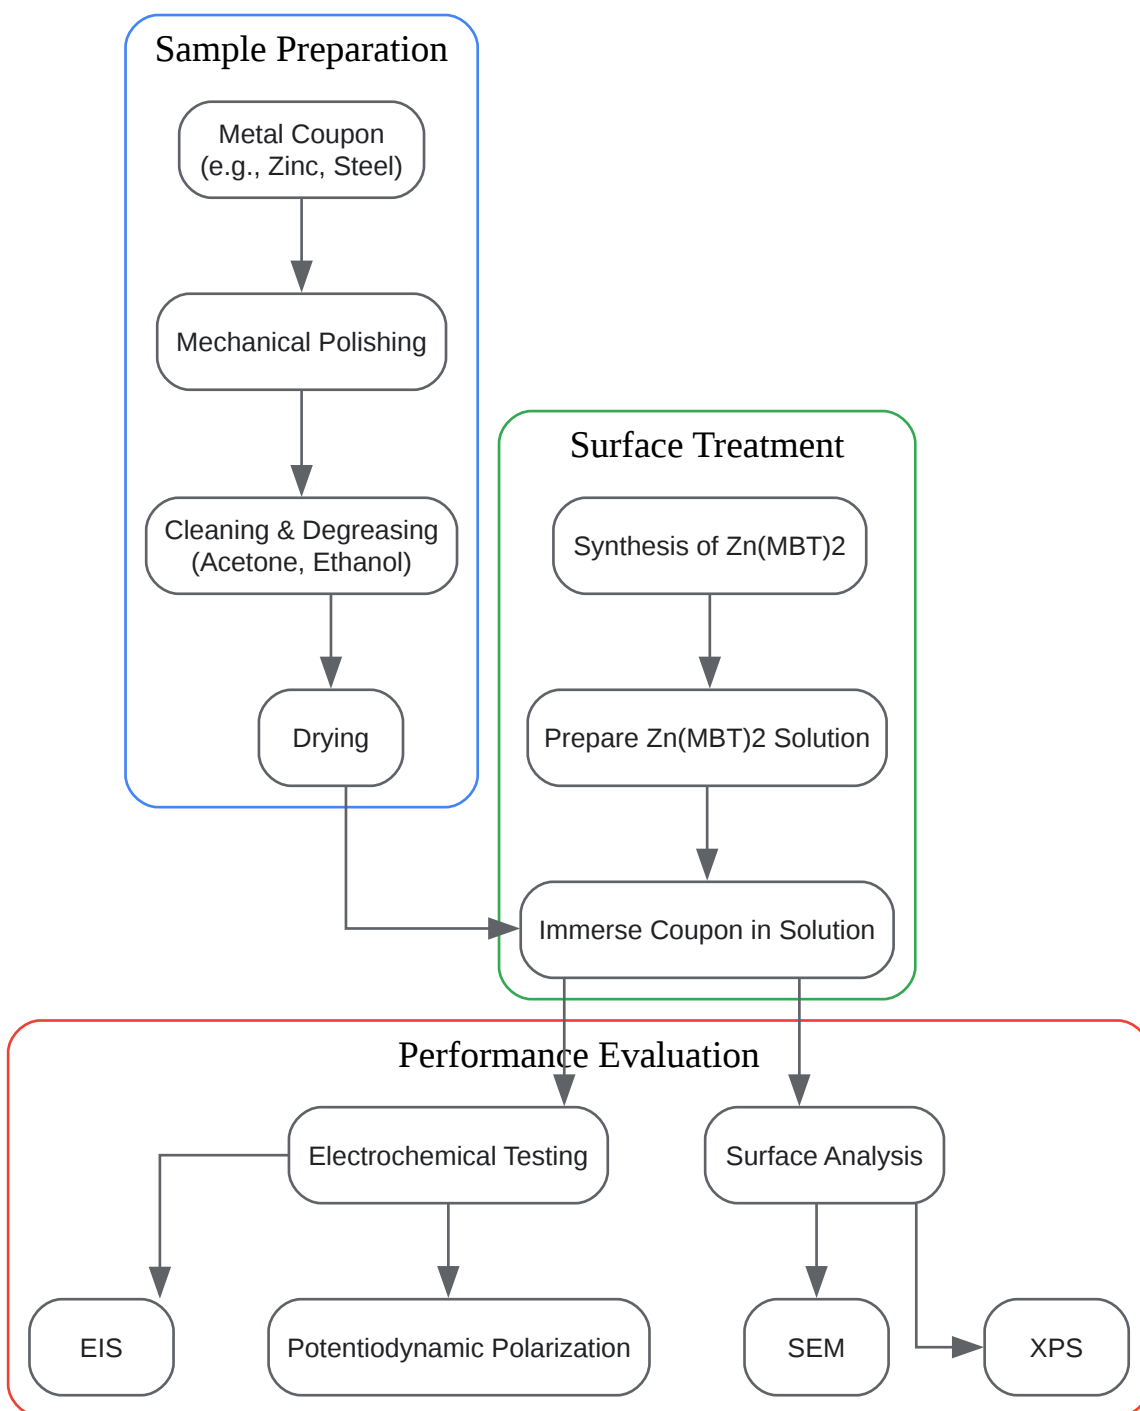 Sample Preparation
Metal Coupon
(e.g., Zinc, Steel)
Mechanical Polishing
Cleaning & Degreasing
(Acetone, Ethanol)
Drying
Surface Treatment
Synthesis of Zn(MBT)2
Prepare Zn(MBT)2 Solution
Immerse Coupon in Solution
Performance Evaluation
Electrochemical Testing
Surface Analysis
EIS
Potentiodynamic Polarization
SEM
XPS